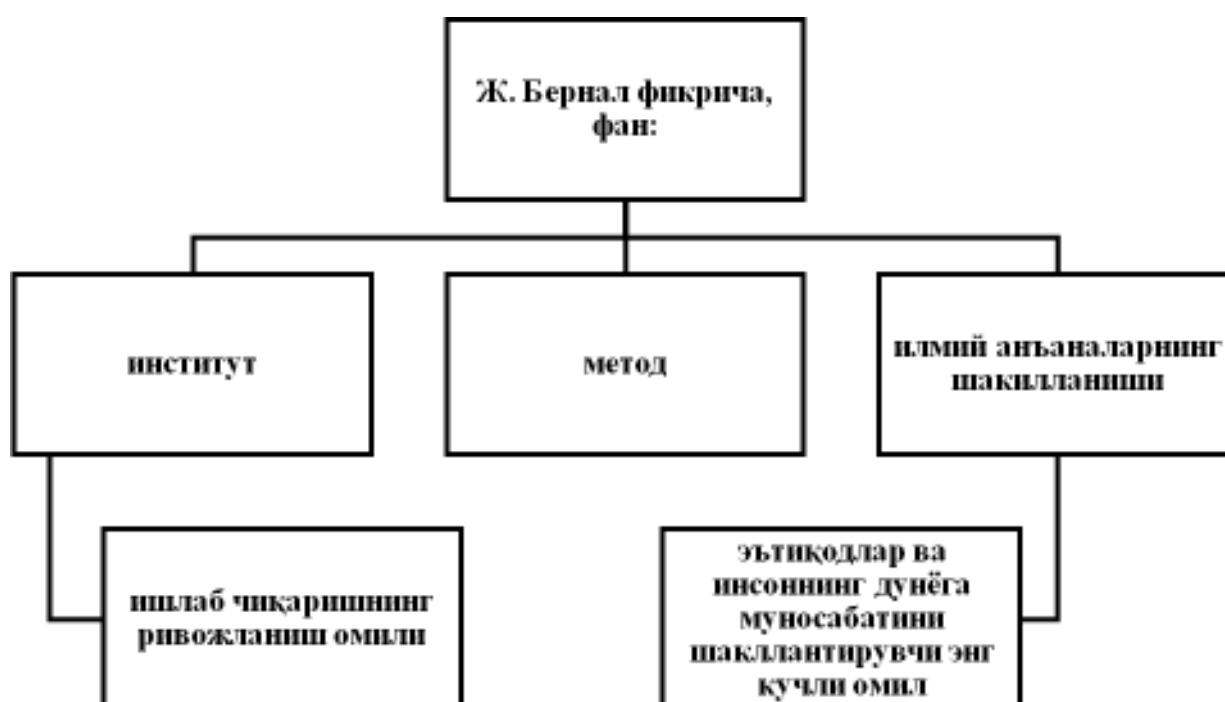 Ж. Бернал фикрича,
фан:
институт
метод
илмий анъаналарнинг
шакилланиши
ишлаб чиқаришнинг
ривожланиш омили
эътиқодлар ва
инсоннинг дунёга
муносабатини
шакллантирувчи энг
кучли омил